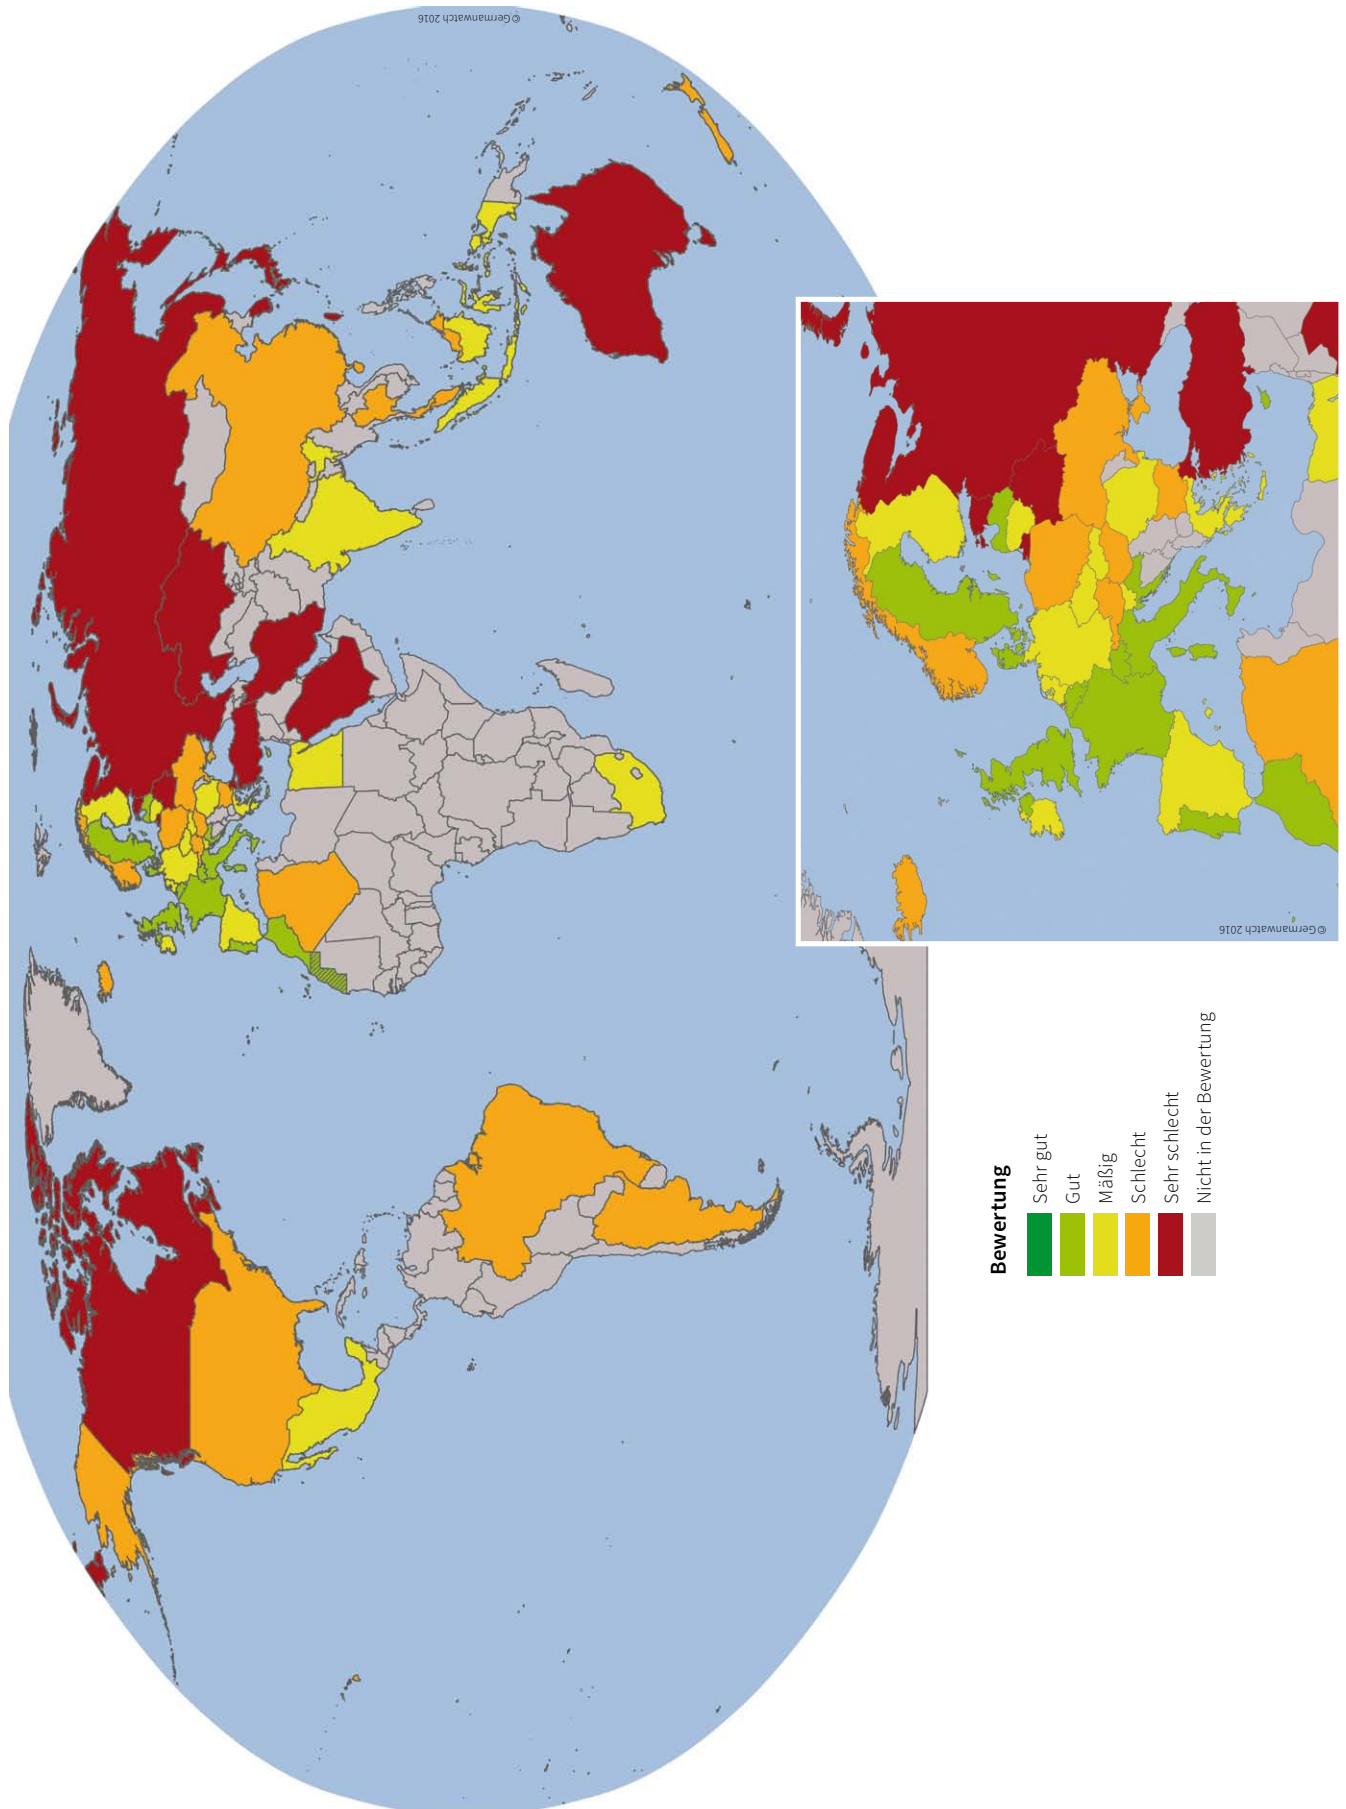 ©Germanwatch 2016
©Germanwatch 2016
Bewertung
Sehr gut
Gut
Mäßig
Schlecht
Sehr schlecht
Nicht in der Bewertung